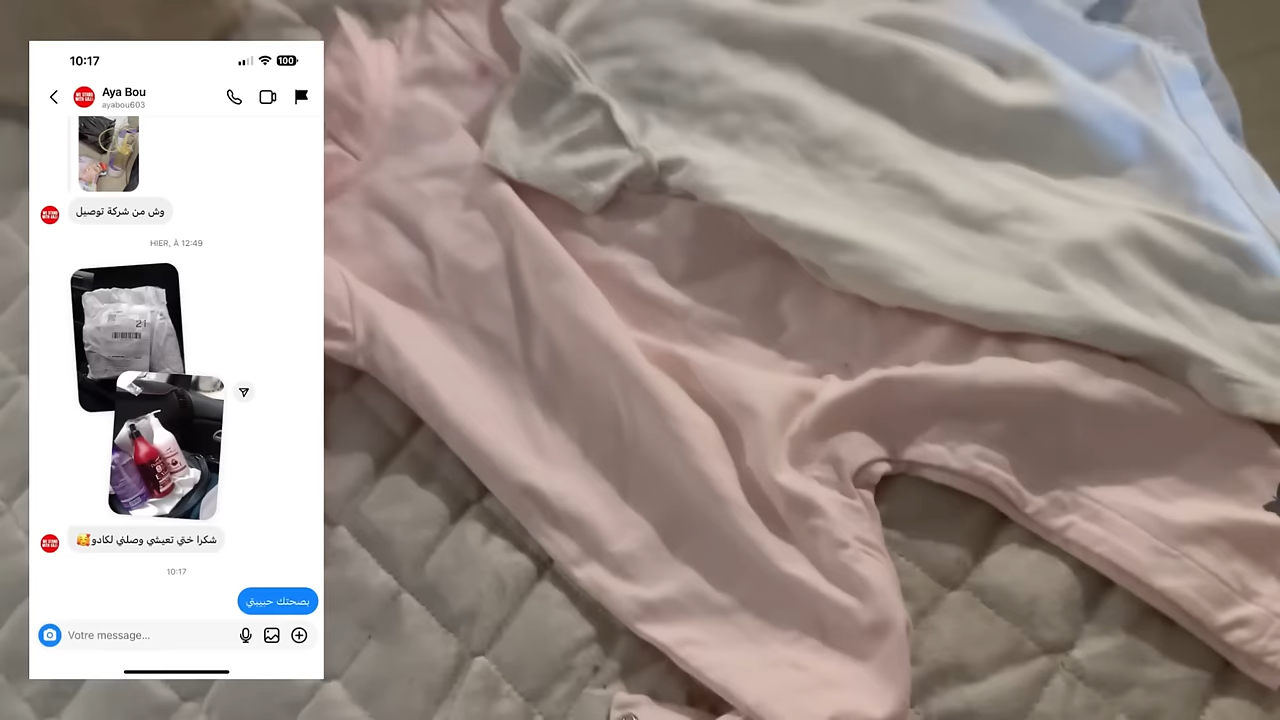 10:17
100
Aya Bou
ayabou603
وش من شركة توصيل
HIER, À 12:49
21
شكرا ختي تعيشي وصلني لكادو🥰
10:17
بصحتك حبيبتي
Votre message...